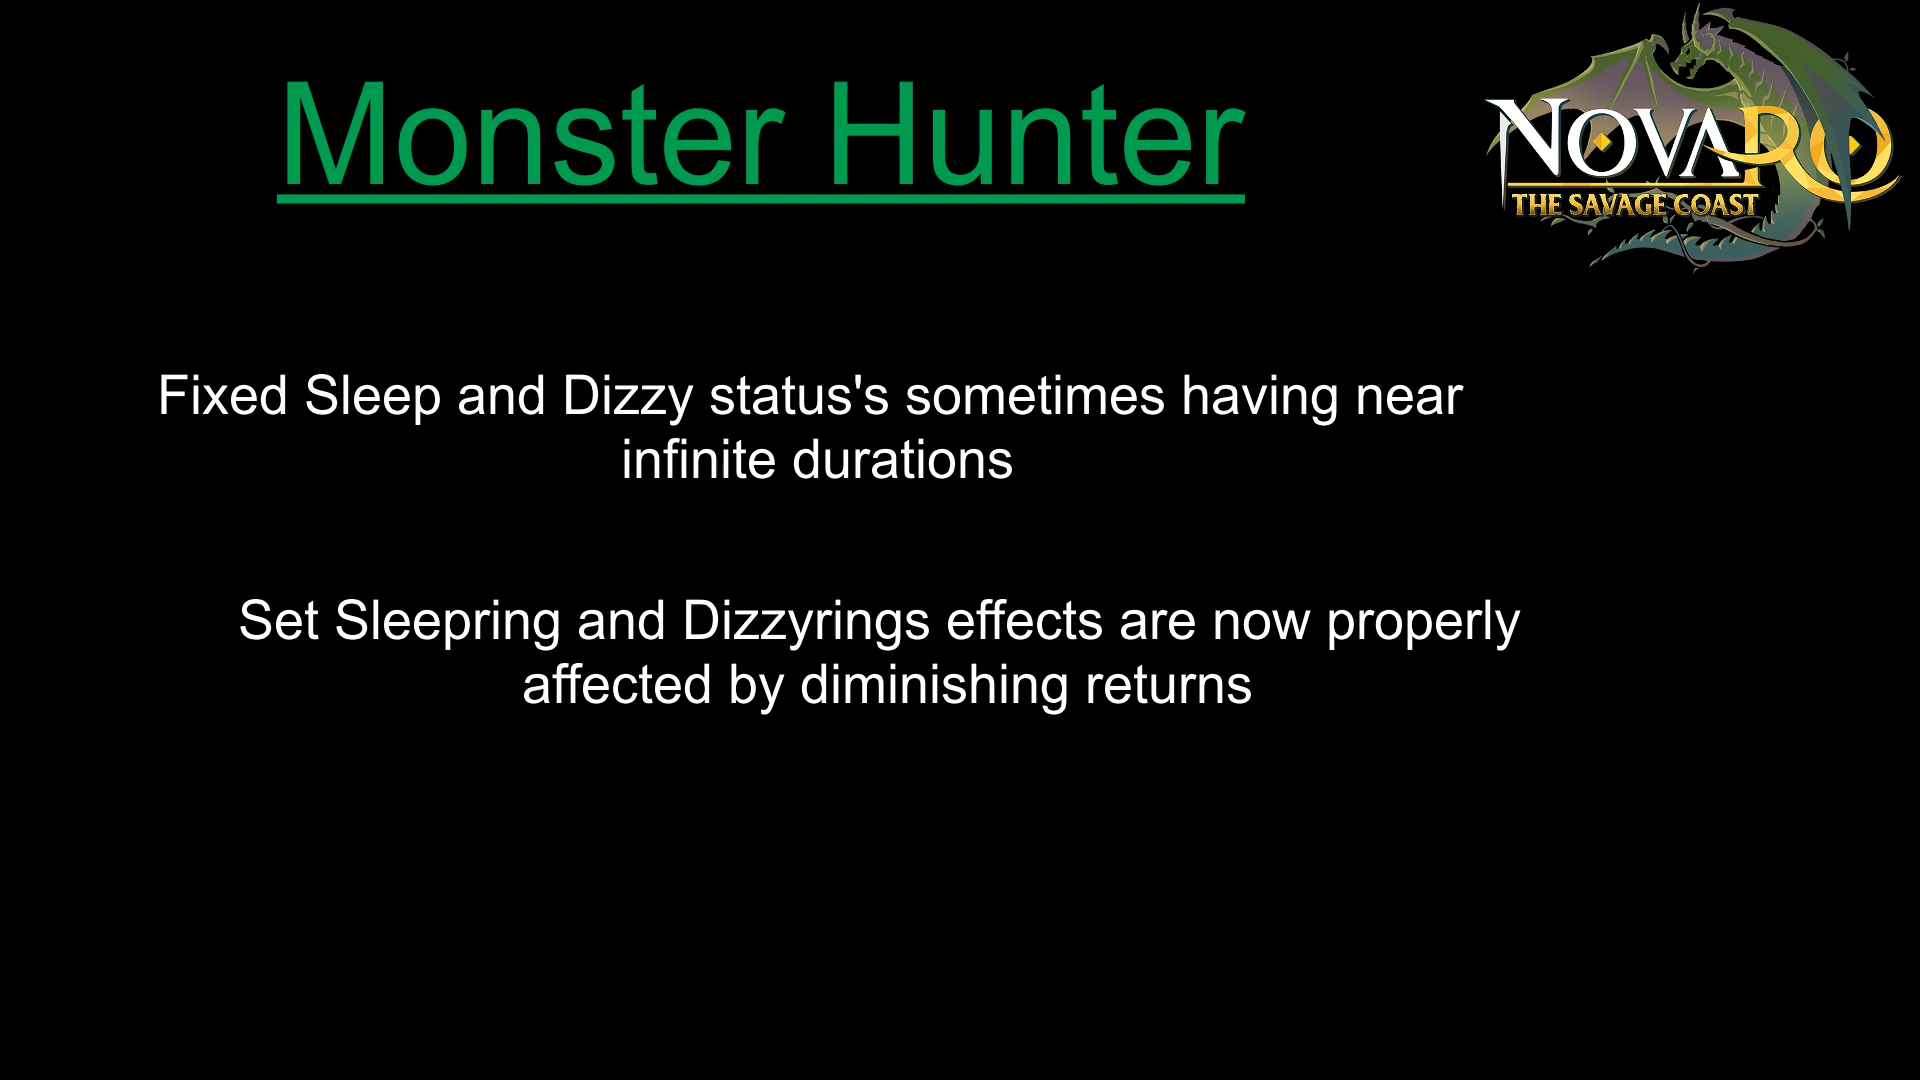 Monster Hunter
NOVARO
THE SAVAGE COAST
Fixed Sleep and Dizzy status's sometimes having near
infinite durations
Set Sleepring and Dizzyrings effects are now properly
affected by diminishing returns